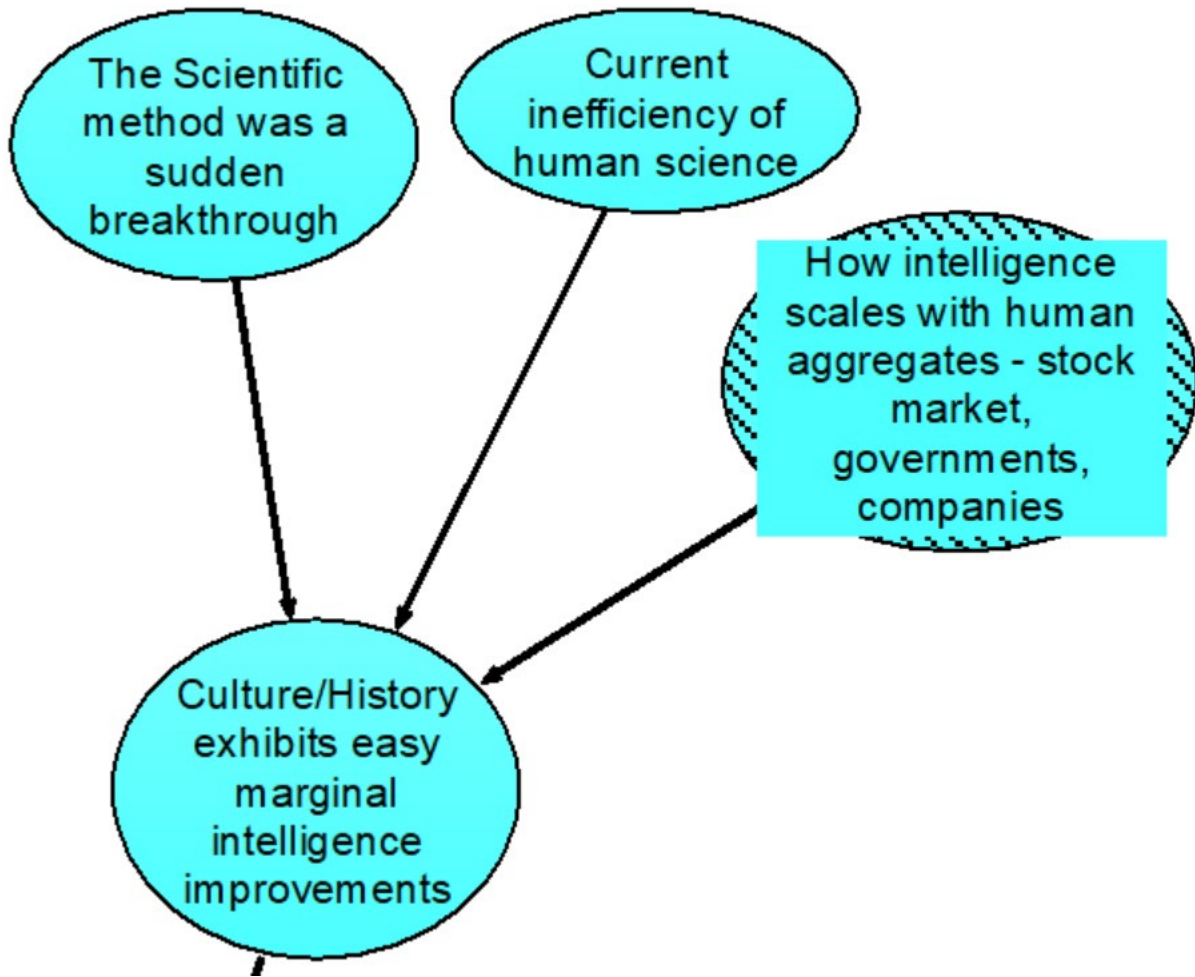 The Scientific
method was a
sudden
breakthrough
Current
inefficiency of
human science
How intelligence
scales with human
aggregates - stock
market,
governments,
companies
Culture/History
exhibits easy
marginal
intelligence
improvements